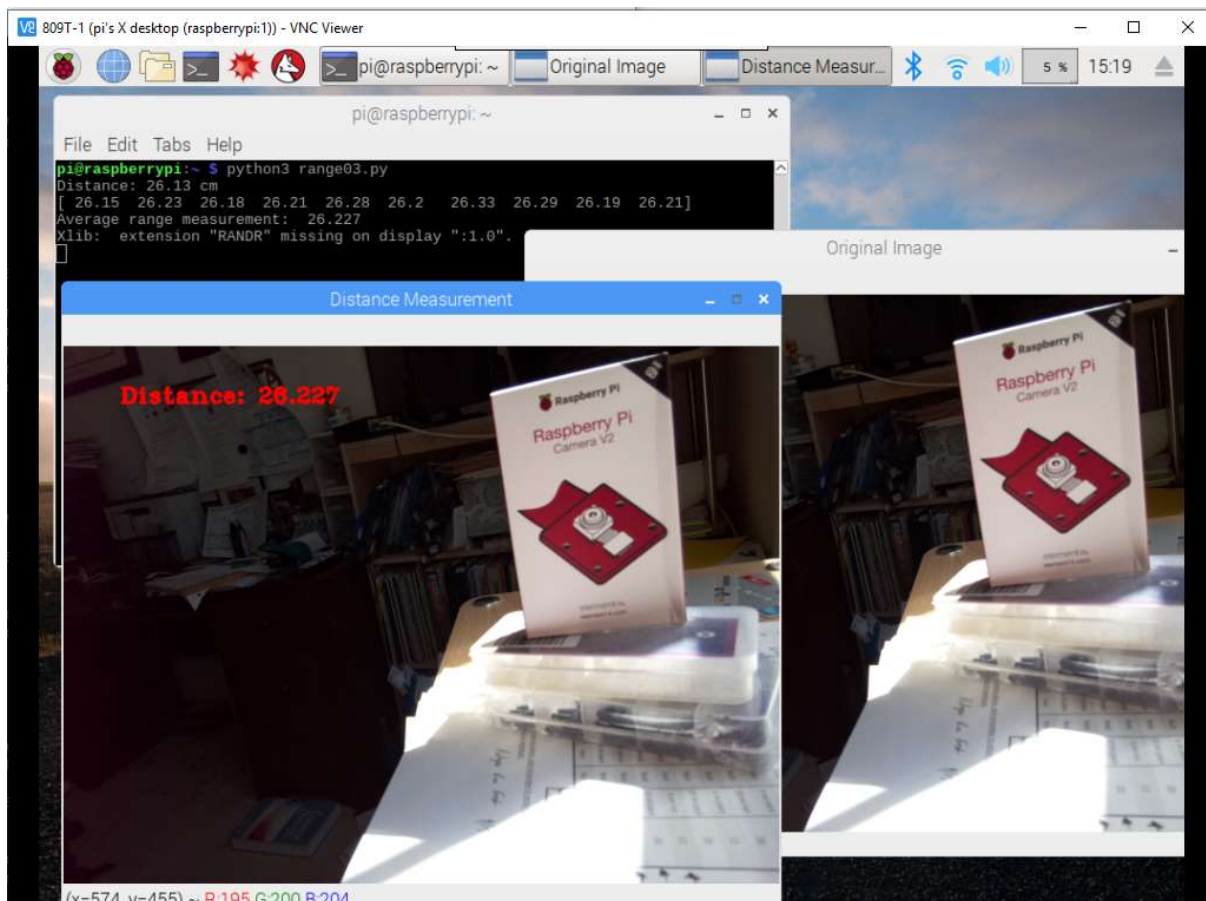 809T-1 (pi's X desktop (raspberrypi:1)) - VNC Viewer
pi@raspberrypi: ~
Original Image
Distance Measur...
5 %
15:19
pi@raspberrypi: ~
File Edit Tabs Help
pi@raspberrypi:~ $ python3 range03.py
Distance: 26.13 cm
[ 26.15 26.23 26.18 26.21 26.28 26.2 26.33 26.29 26.19 26.21]
Average range measurement: 26.227
Xlib: extension "RANDR" missing on display ":1.0".
Original Image
Distance Measurement
Distance: 26.227
Raspberry Pi
Raspberry Pi
Camera V2
Raspberry Pi
Raspberry Pi
Camera V2
(x=574, y=455) ~ R:195 G:200 B:204